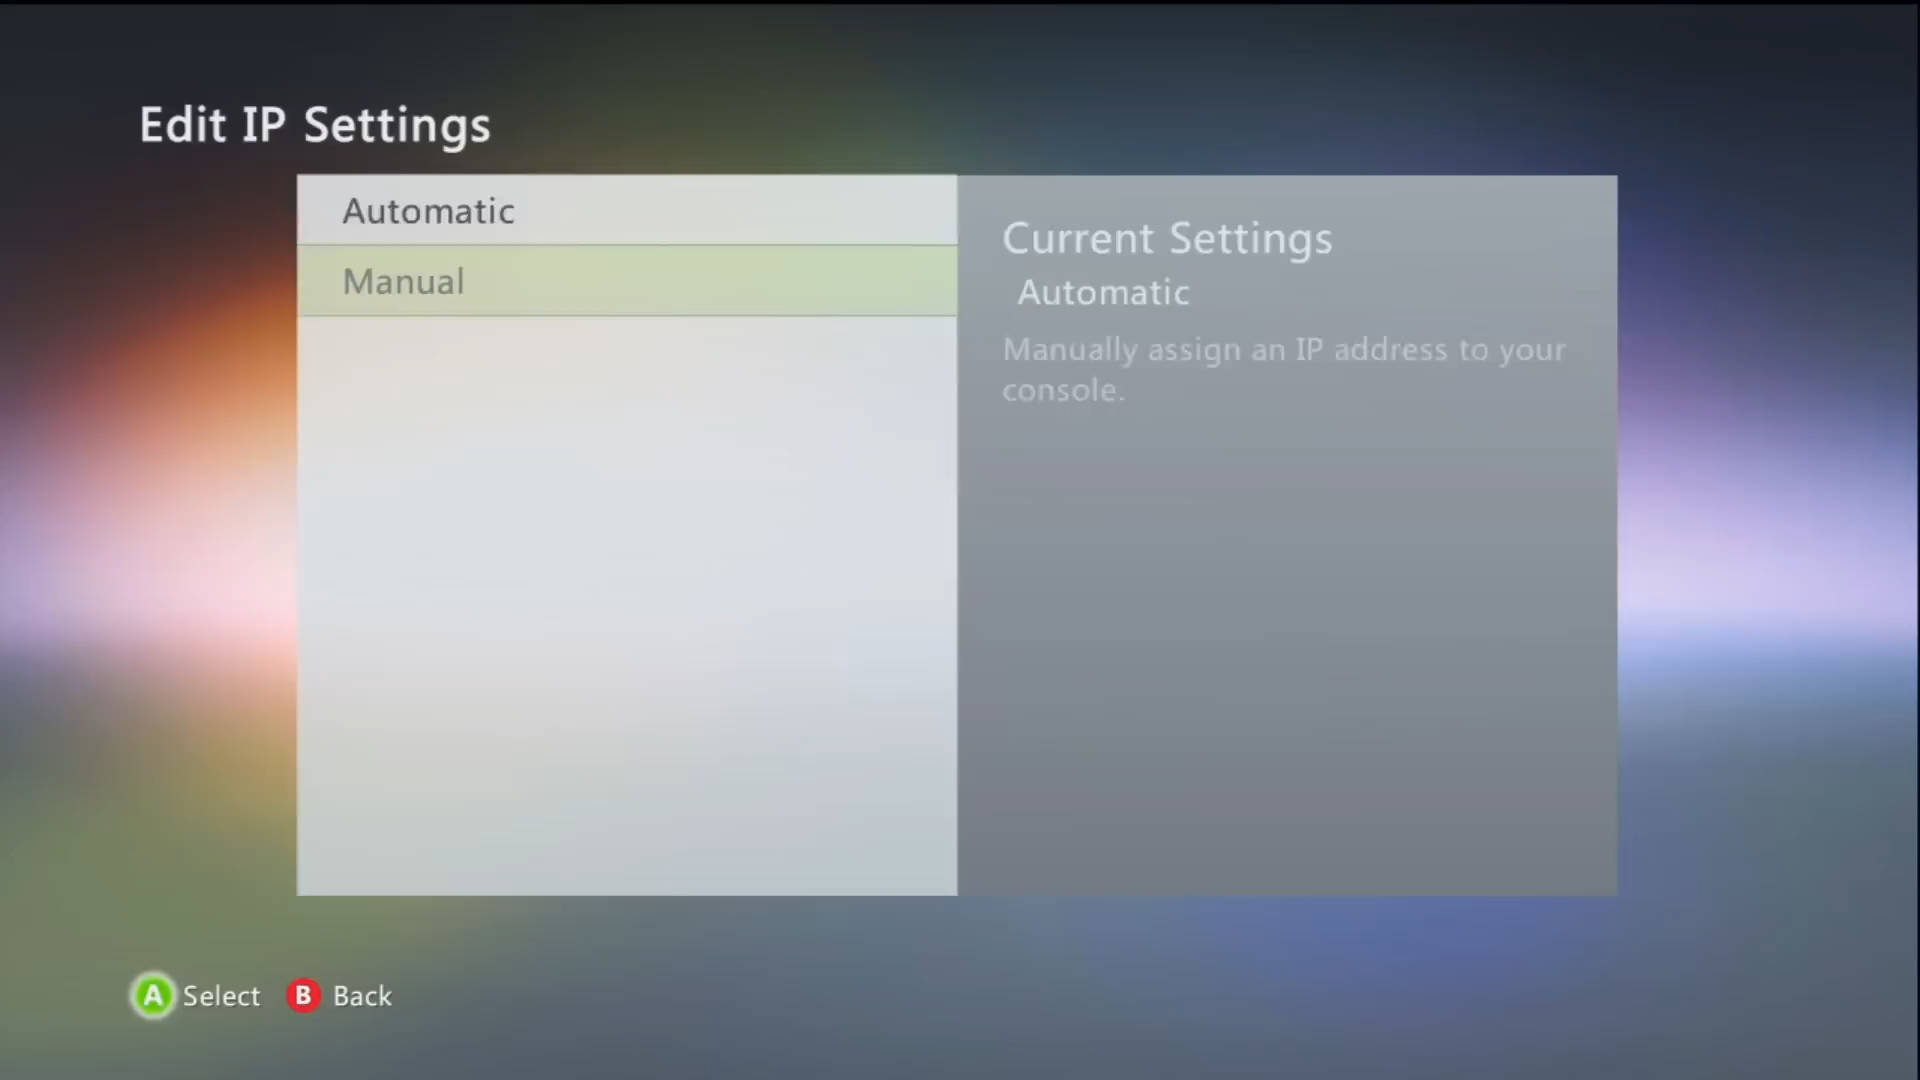 Edit IP Settings
Automatic
Manual
Current Settings
Automatic
Manually assign an IP address to your
console.
A Select B Back